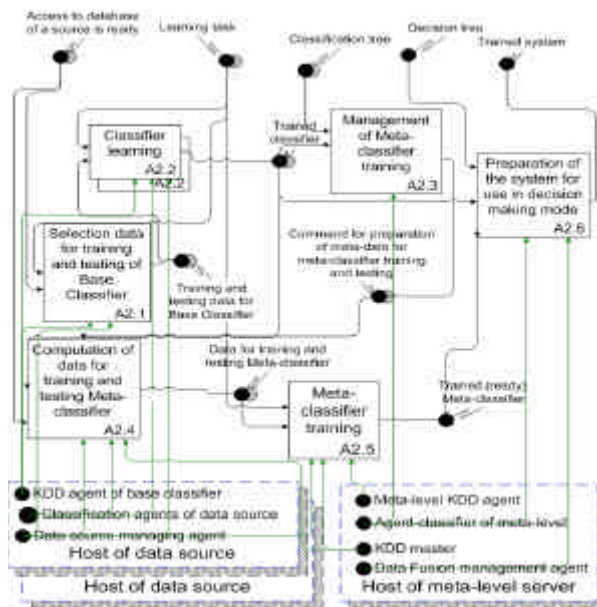 Access to database
of a source is ready
Learning task
Classification tree
Decision tree
Trained system
Classifier
learning
A2.2
A2.2
Trained
classifier
Management
of Meta-
classifier
training
A2.3
Preparation of
the system for
use in decision
making mode
A2.6
Selection data
for training
and testing of
Base
Classifier
A2.1
Training and
testing data for
Base Classifier
Command for preparation
of meta-data for
meta-classifier training
and testing
Computation of
data for
training and
testing Meta-
classifier
A2.4
Data for training and
testing Meta-classifier
Meta-
classifier
training
A2.5
Trained (ready)
Meta-classifier
KDD agent of base classifier
Classification agents of data source
Data source managing agent
Host of data source
Host of data source
Meta-level KDD agent
Agent-classifier of meta-level
KDD master
Data Fusion management agent
Host of meta-level server